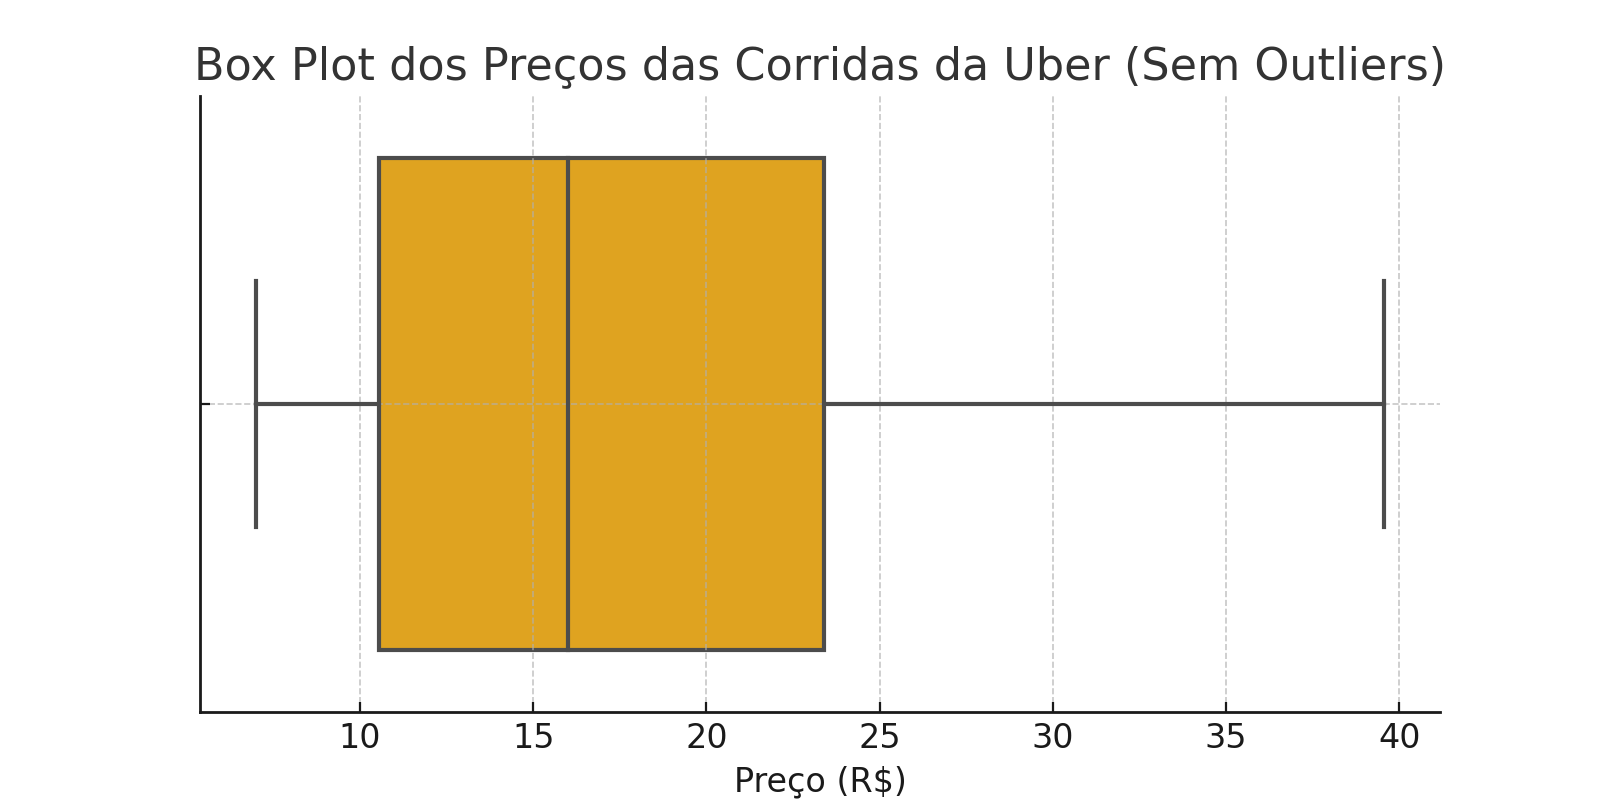 Box Plot dos Preços das Corridas da Uber (Sem Outliers)
10 15 20 25 30 35 40
Preço (R$)